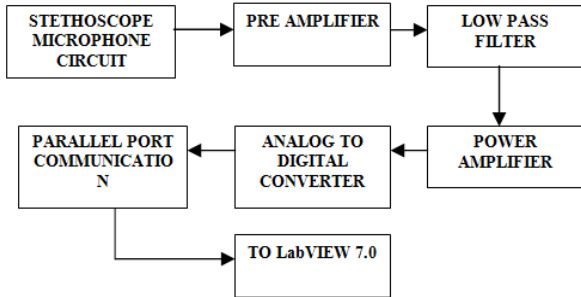 STETHOSCOPE
MICROPHONE
CIRCUIT
PRE AMPLIFIER
LOW PASS
FILTER
PARALLEL PORT
COMMUNICATIO
N
ANALOG TO
DIGITAL
CONVERTER
POWER
AMPLIFIER
TO LabVIEW 7.0